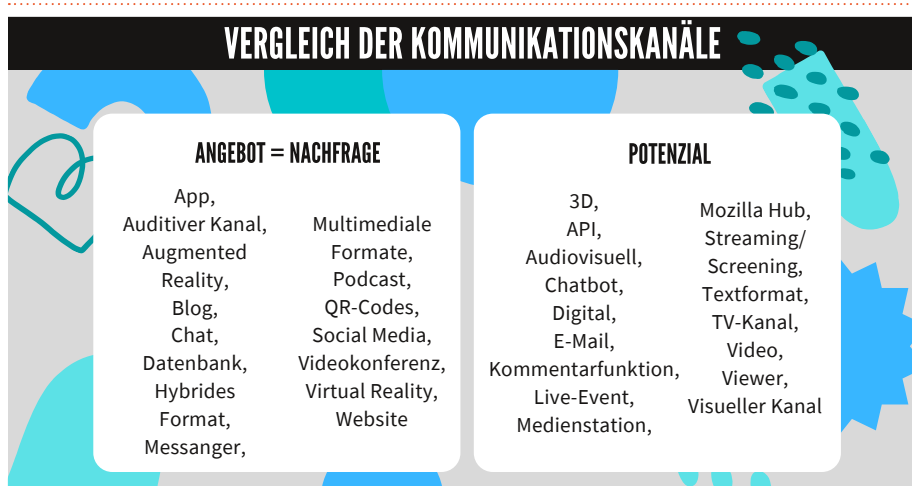 VERGLEICH DER KOMMUNIKATIONSKANÄLE
ANGEBOT = NACHFRAGE
App,
Auditiver Kanal,
Augmented
Reality,
Blog,
Chat,
Datenbank,
Hybrides
Format,
Messanger,
Multimediale
Formate,
Podcast,
QR-Codes,
Social Media,
Videokonferenz,
Virtual Reality,
Website
POTENZIAL
3D,
API,
Audiovisuell,
Chatbot,
Digital,
E-Mail,
Kommentarfunktion,
Live-Event,
Medienstation,
Mozilla Hub,
Streaming/
Screening,
Textformat,
TV-Kanal,
Video,
Viewer,
Visueller Kanal